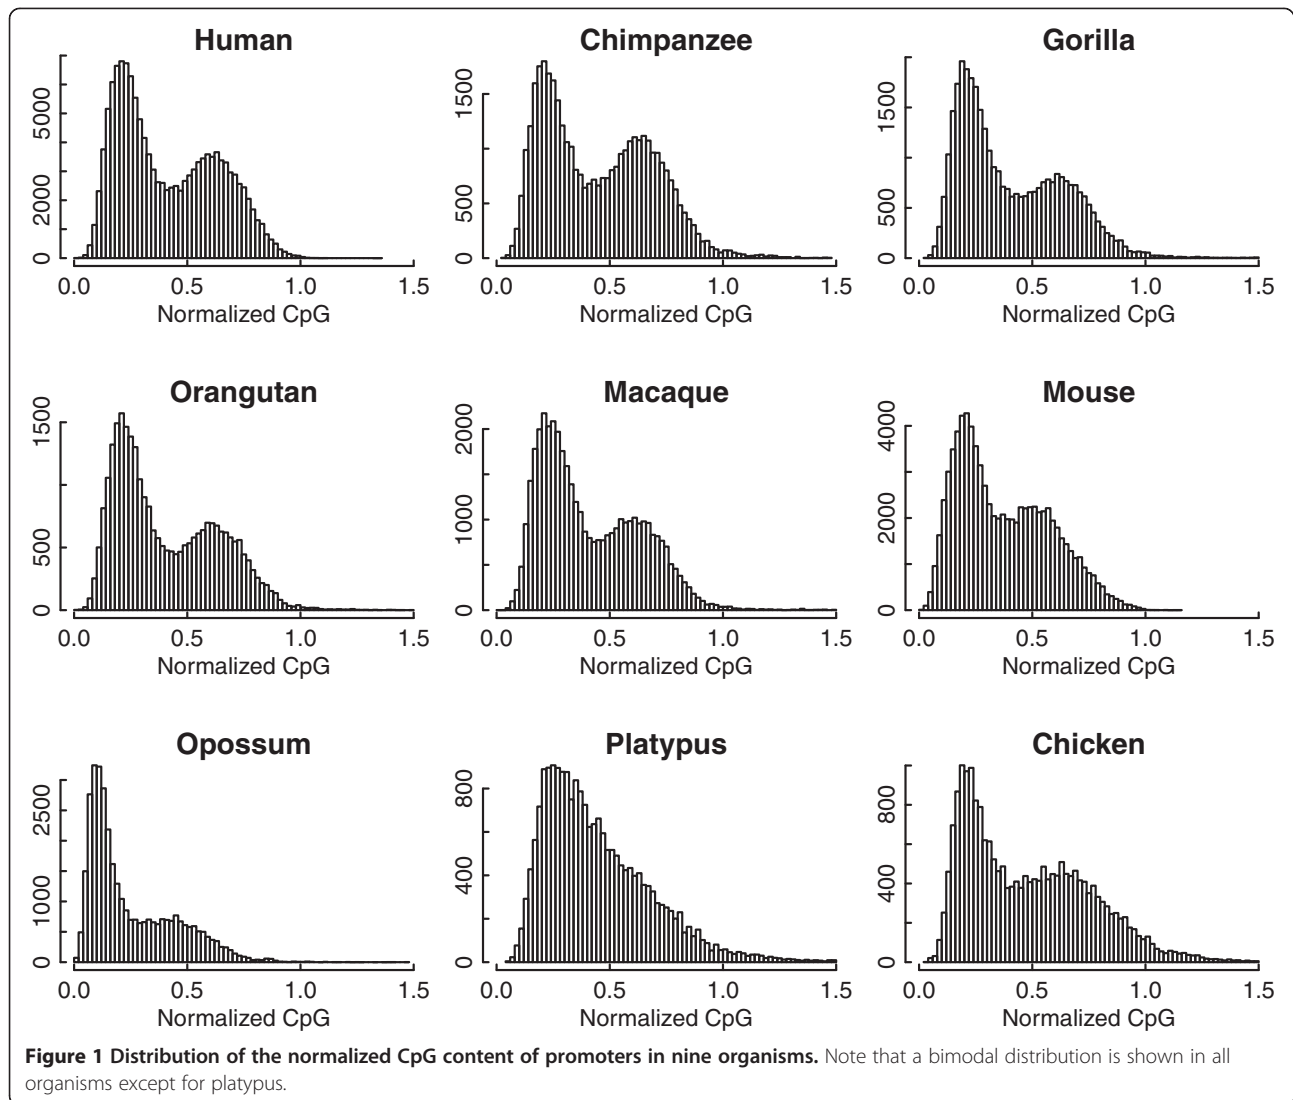 Human
Chimpanzee
Gorilla
0
2000
5000
0.0 0.5 1.0 1.5
Normalized CpG
0
500
1500
0.0 0.5 1.0 1.5
Normalized CpG
0
500
1500
0.0 0.5 1.0 1.5
Normalized CpG
Orangutan
Macaque
Mouse
0
500
1500
0.0 0.5 1.0 1.5
Normalized CpG
0
1000
2000
0.0 0.5 1.0 1.5
Normalized CpG
0
2000
4000
0.0 0.5 1.0 1.5
Normalized CpG
Opossum
Platypus
Chicken
0
1000
2500
0.0 0.5 1.0 1.5
Normalized CpG
0
400
800
0.0 0.5 1.0 1.5
Normalized CpG
0
400
800
0.0 0.5 1.0 1.5
Normalized CpG
Figure 1 Distribution of the normalized CpG content of promoters in nine organisms. Note that a bimodal distribution is shown in all
organisms except for platypus.